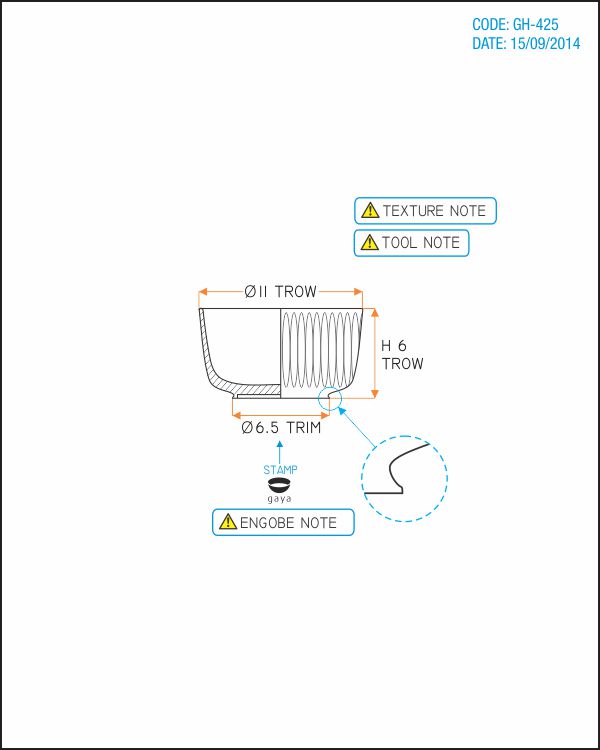 CODE: GH-425
DATE: 15/09/2014
TEXTURE NOTE
TOOL NOTE
Ø11 TROW
H 6
TROW
Ø6.5 TRIM
STAMP
gaya
ENGOBE NOTE